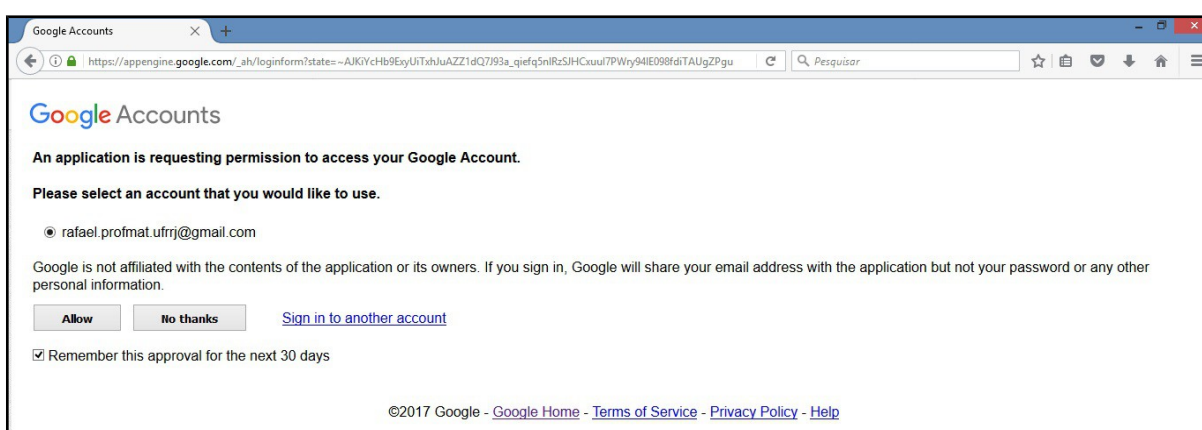 Google Accounts
https://appengine.google.com/_ah/loginform?state=~AJKiYcHb9ExyUiTxhJuAZZ1dQ7J93a_qiefq5nlRzSJHCxuul7PWry94lE098fdiTAUgZPgu
Pesquisar
Google Accounts
An application is requesting permission to access your Google Account.
Please select an account that you would like to use.
rafael.profmat.ufrrj@gmail.com
Google is not affiliated with the contents of the application or its owners. If you sign in, Google will share your email address with the application but not your password or any other
personal information.
Allow No thanks Sign in to another account
Remember this approval for the next 30 days
©2017 Google - Google Home - Terms of Service - Privacy Policy - Help